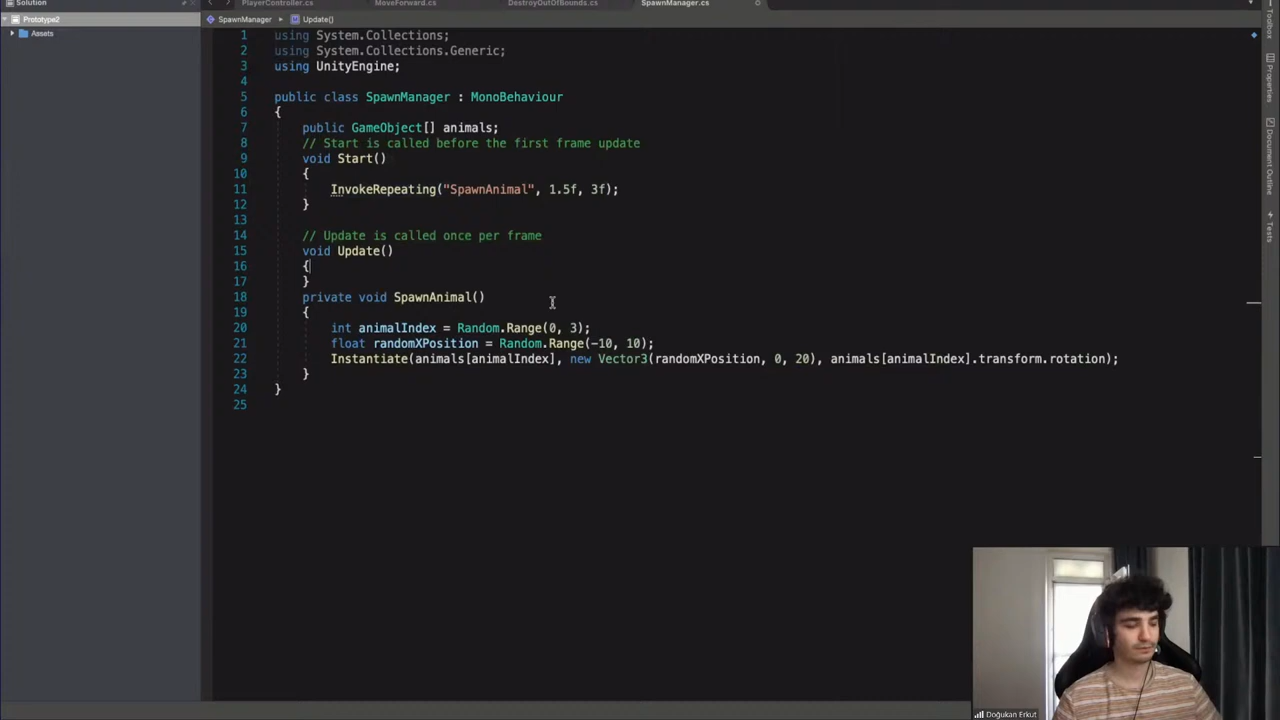 Solution
PlayerController.cs
MoveForward.cs
DestroyOutOfBounds.cs
SpawnManager.cs
Prototype2
SpawnManager
Update()
Assets
1 using System.Collections;
2 using System.Collections.Generic;
3 using UnityEngine;
4
5 public class SpawnManager : MonoBehaviour
6 {
7 public GameObject[] animals;
8 // Start is called before the first frame update
9 void Start()
10 {
11 InvokeRepeating("SpawnAnimal", 1.5f, 3f);
12 }
13
14 // Update is called once per frame
15 void Update()
16 {
17 }
18 private void SpawnAnimal()
19 {
20 int animalIndex = Random.Range(0, 3);
21 float randomXPosition = Random.Range(-10, 10);
22 Instantiate(animals[animalIndex], new Vector3(randomXPosition, 0, 20), animals[animalIndex].transform.rotation);
23 }
24 }
25
Toolbox
Properties
Document Outline
Tests
Doğukan Erkut